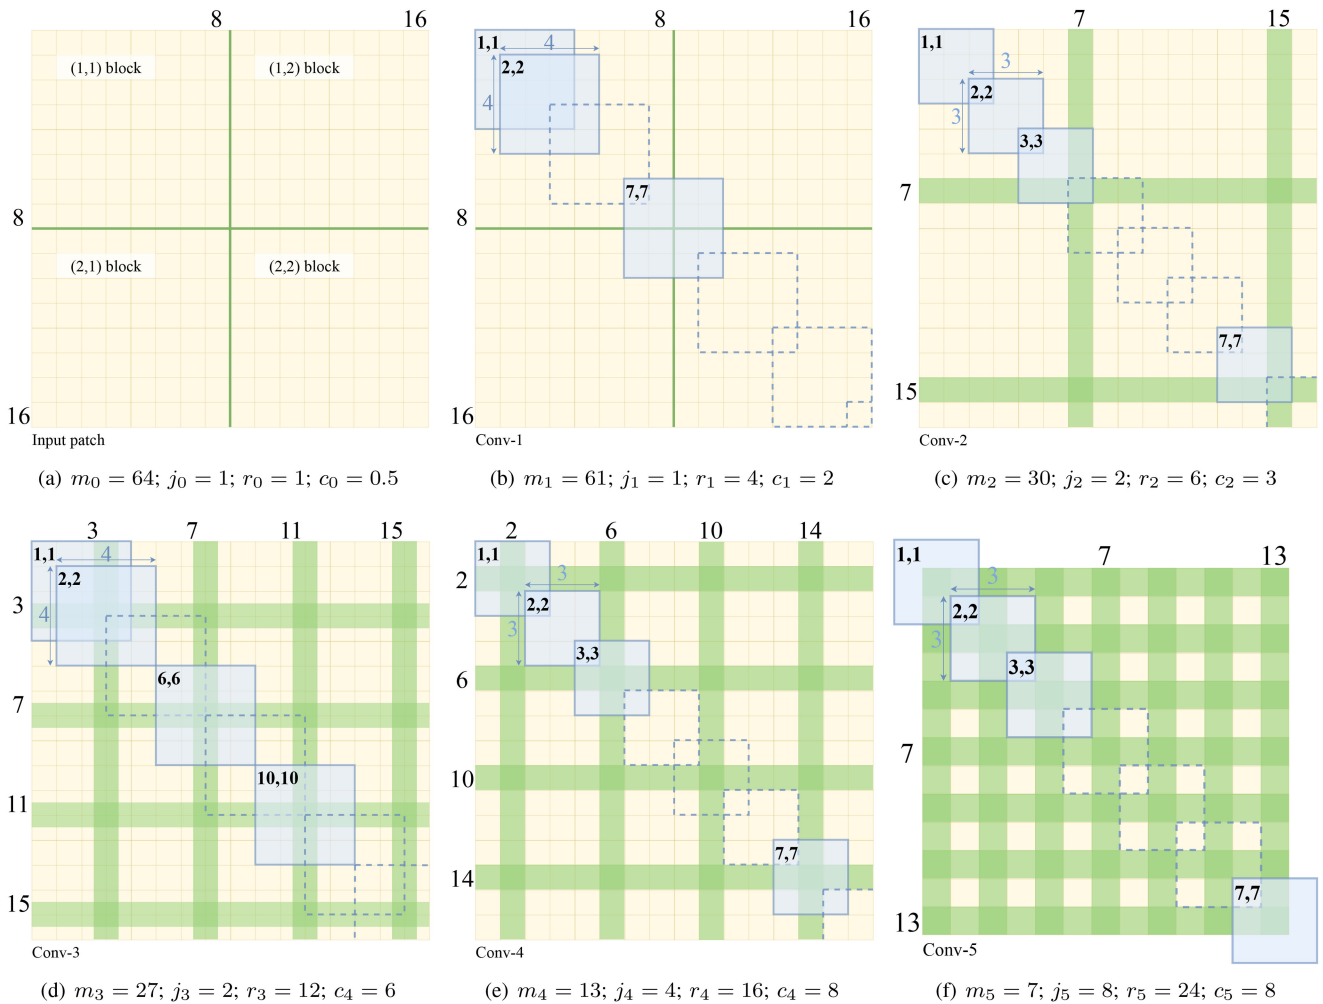 8 16
(1,1) block (1,2) block
8
(2,1) block (2,2) block
16
Input patch
(a) m₀ = 64; j₀ = 1; r₀ = 1; c₀ = 0.5
8 16
1,1 4
2,2
4
7,7
8
16
Conv-1
(b) m₁ = 61; j₁ = 1; r₁ = 4; c₁ = 2
7 15
1,1
3
2,2
3
3,3
7
7,7
15
Conv-2
(c) m₂ = 30; j₂ = 2; r₂ = 6; c₂ = 3
3 7 11 15
1,1 4
2,2
3 4
6,6
7
10,10
11
15
Conv-3
(d) m₃ = 27; j₃ = 2; r₃ = 12; c₄ = 6
2 6 10 14
1,1
2 3
2,2
3
3,3
6
10
7,7
14
Conv-4
(e) m₄ = 13; j₄ = 4; r₄ = 16; c₄ = 8
7 13
1,1
3
2,2
3
3,3
7
7,7
13
Conv-5
(f) m₅ = 7; j₅ = 8; r₅ = 24; c₅ = 8